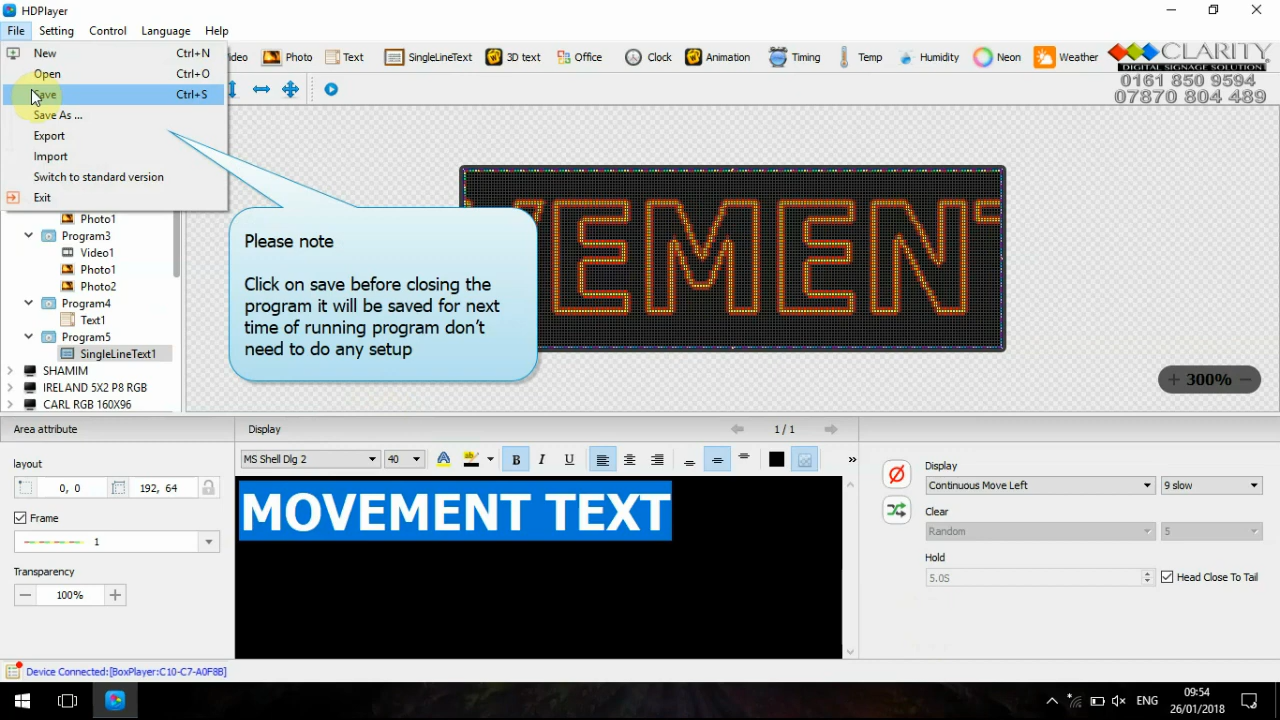 HDPlayer
File Setting Control Language Help
New Ctrl+N
Open Ctrl+O
Save Ctrl+S
Save As ...
Export
Import
Switch to standard version
Exit
Photo SingleLineText 3D text Office Clock Animation Timing Temp Humidity Neon Weather
Text
CLARITY
DIGITAL SIGNAGE SOLUTION
0161 850 9594
07870 804 489
Please note
Click on save before closing the
program it will be saved for next
time of running program don't
need to do any setup
EMEN
Photo1
Program3
Video1
Photo1
Photo2
Program4
Text1
Program5
SingleLineText1
SHAMIM
IRELAND 5X2 P8 RGB
CARL RGB 160X96
300%
Area attribute
Display
1 / 1
layout
0, 0
192, 64
Frame
1
Transparency
100%
MS Shell Dlg 2 40 B I U
MOVEMENT TEXT
Display
Continuous Move Left 9 slow
Clear
Random 5
Hold
5.0S Head Close To Tail
Device Connected:[BoxPlayer:C10-C7-A0F8B]
ENG
09:54
26/01/2018